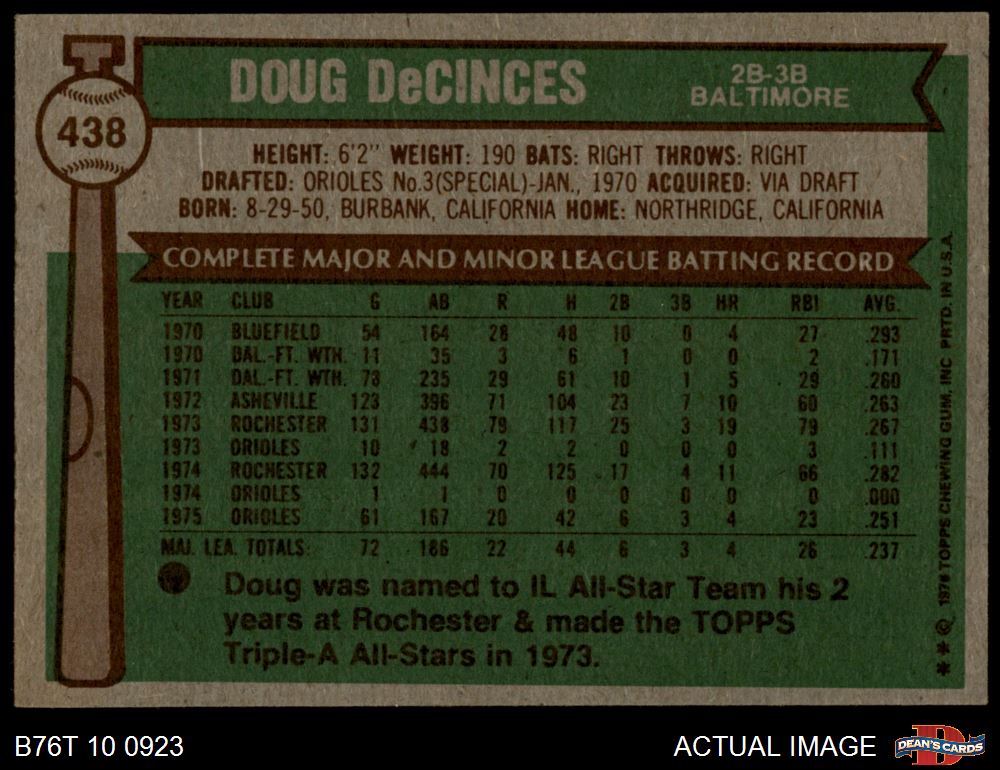 438
DOUG DeCINCES
2B-3B
BALTIMORE
HEIGHT: 6'2" WEIGHT: 190 BATS: RIGHT THROWS: RIGHT
DRAFTED: ORIOLES No.3(SPECIAL)-JAN., 1970 ACQUIRED: VIA DRAFT
BORN: 8-29-50, BURBANK, CALIFORNIA HOME: NORTHRIDGE, CALIFORNIA
COMPLETE MAJOR AND MINOR LEAGUE BATTING RECORD
YEAR CLUB G AB R H 2B 3B HR RBI AVG.
1970 BLUEFIELD 54 164 28 48 10 0 4 27 .293
1970 DAL.-FT. WTH. 11 35 3 6 1 0 0 2 .171
1971 DAL.-FT. WTH. 73 235 29 61 10 1 5 29 .260
1972 ASHEVILLE 123 396 71 104 23 7 10 60 .263
1973 ROCHESTER 131 438 79 117 25 3 19 79 .267
1973 ORIOLES 10 18 2 2 0 0 0 3 .111
1974 ROCHESTER 132 444 70 125 17 4 11 66 .282
1974 ORIOLES 1 1 0 0 0 0 0 0 .000
1975 ORIOLES 61 167 20 42 6 3 4 23 .251
MAJ. LEA. TOTALS: 72 186 22 44 6 3 4 26 .237
Doug was named to IL All-Star Team his 2
years at Rochester & made the TOPPS
Triple-A All-Stars in 1973.
**© 1976 TOPPS CHEWING GUM, INC PRTD. IN U.S.A.
B76T 10 0923
ACTUAL IMAGE
D
DEAN'S CARDS